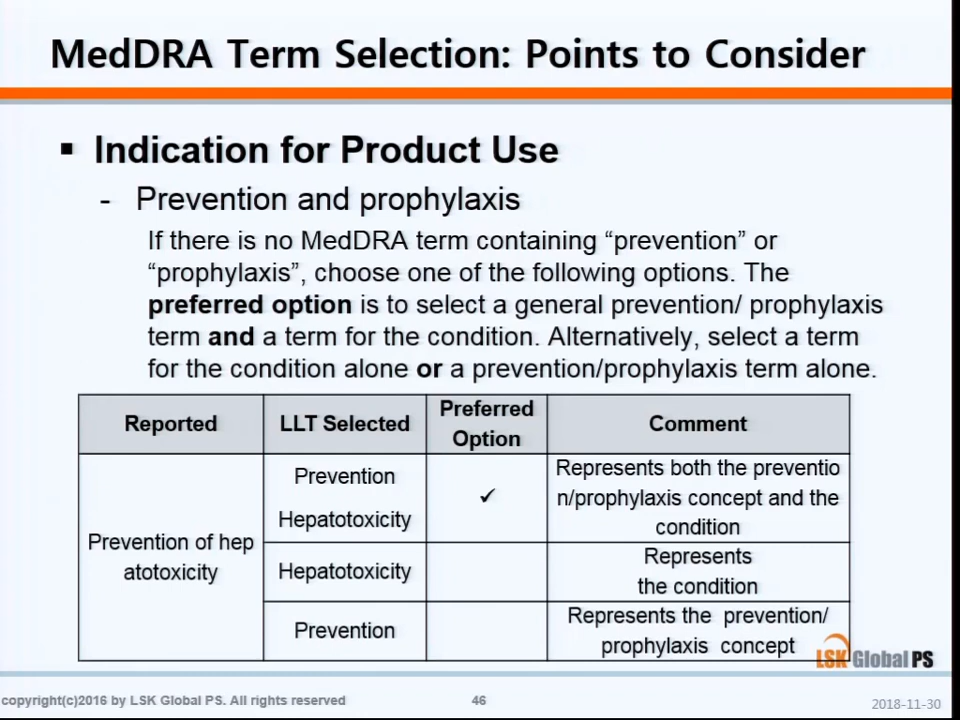 MedDRA Term Selection: Points to Consider
▪ Indication for Product Use
- Prevention and prophylaxis
If there is no MedDRA term containing “prevention” or
“prophylaxis”, choose one of the following options. The
preferred option is to select a general prevention/ prophylaxis
term and a term for the condition. Alternatively, select a term
for the condition alone or a prevention/prophylaxis term alone.
Reported
LLT Selected
Preferred
Option
Comment
Prevention of hep
atotoxicity
Prevention
Hepatotoxicity
✓
Represents both the preventio
n/prophylaxis concept and the
condition
Hepatotoxicity
Represents
the condition
Prevention
Represents the prevention/
prophylaxis concept
LSK Global PS
copyright(c)2016 by LSK Global PS. All rights reserved
46
2018-11-30